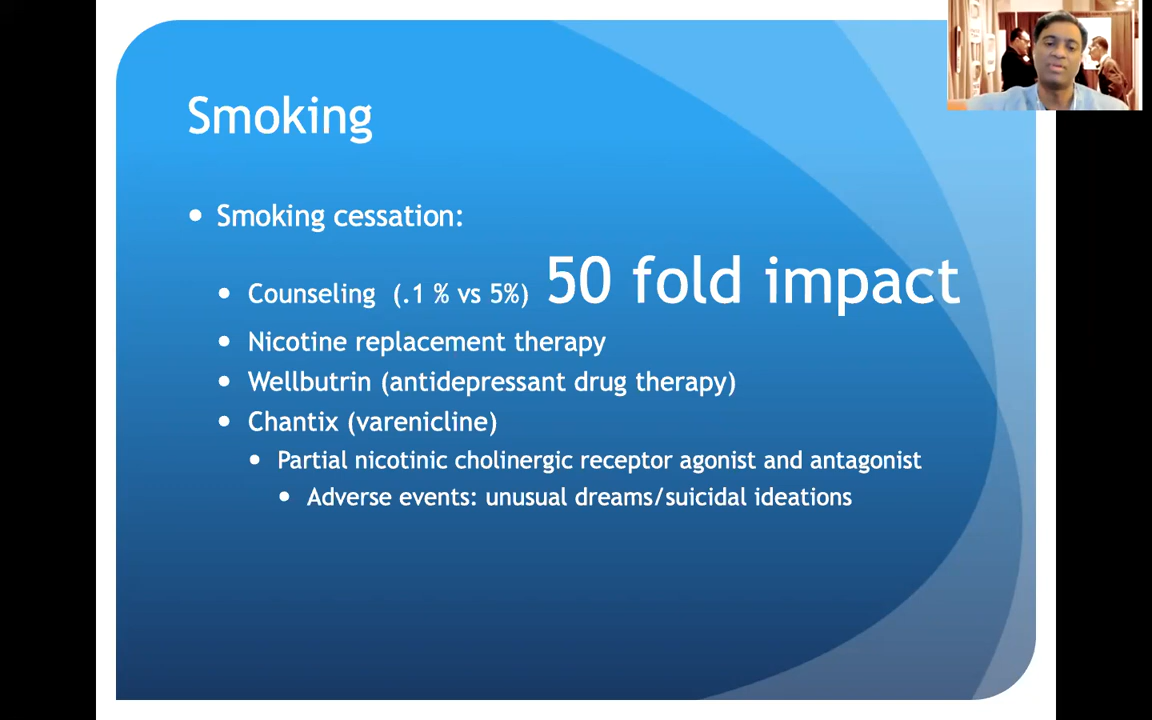 Smoking
• Smoking cessation:
• Counseling (.1 % vs 5%) 50 fold impact
• Nicotine replacement therapy
• Wellbutrin (antidepressant drug therapy)
• Chantix (varenicline)
• Partial nicotinic cholinergic receptor agonist and antagonist
• Adverse events: unusual dreams/suicidal ideations